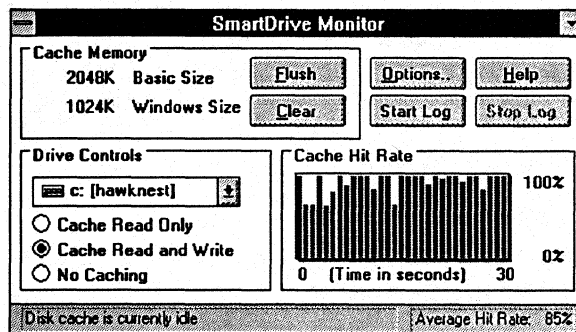 SmartDrive Monitor
Cache Memory
2048K Basic Size
1024K Windows Size
Flush
Clear
Options..
Help
Start Log
Stop Log
Drive Controls
c: [hawknest]
Cache Read Only
Cache Read and Write
No Caching
Cache Hit Rate
100%
0%
0 (Time in seconds) 30
Disk cache is currently idle
Average Hit Rate: 85%